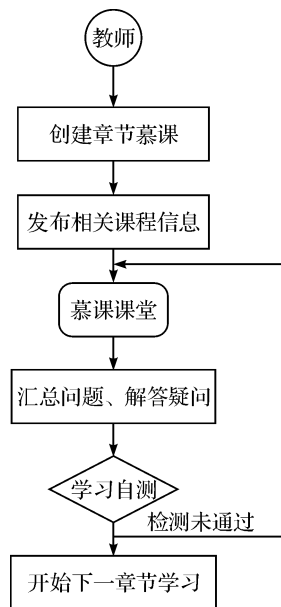 教师
创建章节慕课
发布相关课程信息
慕课课堂
汇总问题、解答疑问
学习自测
检测未通过
开始下一章节学习